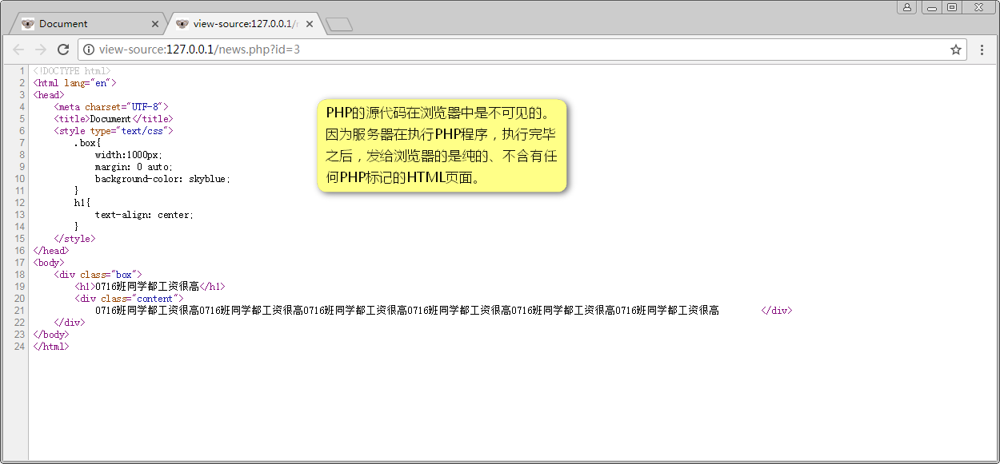 Document
view-source:127.0.0.1/
view-source:127.0.0.1/news.php?id=3
1 <!DOCTYPE html>
2 <html lang="en">
3 <head>
4 <meta charset="UTF-8">
5 <title>Document</title>
6 <style type="text/css">
7 .box{
8 width:1000px;
9 margin: 0 auto;
10 background-color: skyblue;
11 }
12 h1{
13 text-align: center;
14 }
15 </style>
16 </head>
17 <body>
18 <div class="box">
19 <h1>0716班同学都工资很高</h1>
20 <div class="content">
21 0716班同学都工资很高0716班同学都工资很高0716班同学都工资很高0716班同学都工资很高0716班同学都工资很高0716班同学都工资很高 </div>
22 </div>
23 </body>
24 </html>
PHP的源代码在浏览器中是不可见的。
因为服务器在执行PHP程序，执行完毕
之后，发给浏览器的是纯的、不含有任
何PHP标记的HTML页面。